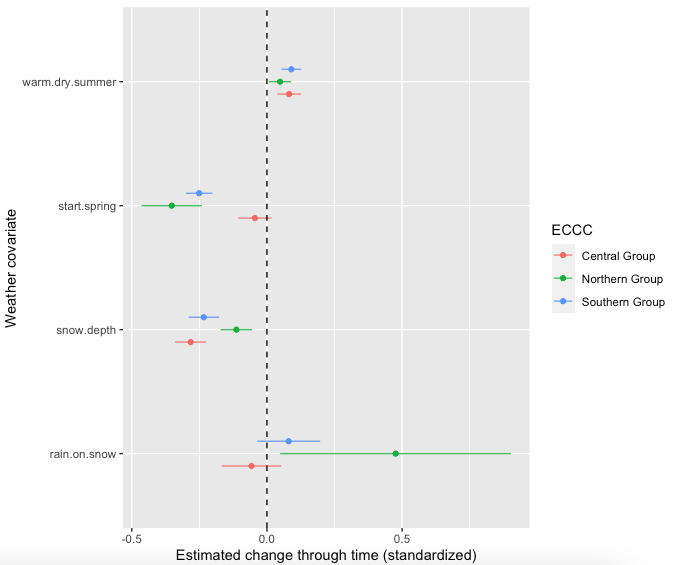 warm.dry.summer
start.spring
snow.depth
rain.on.snow
Weather covariate
-0.5
0.0
0.5
Estimated change through time (standardized)
ECCC
Central Group
Northern Group
Southern Group